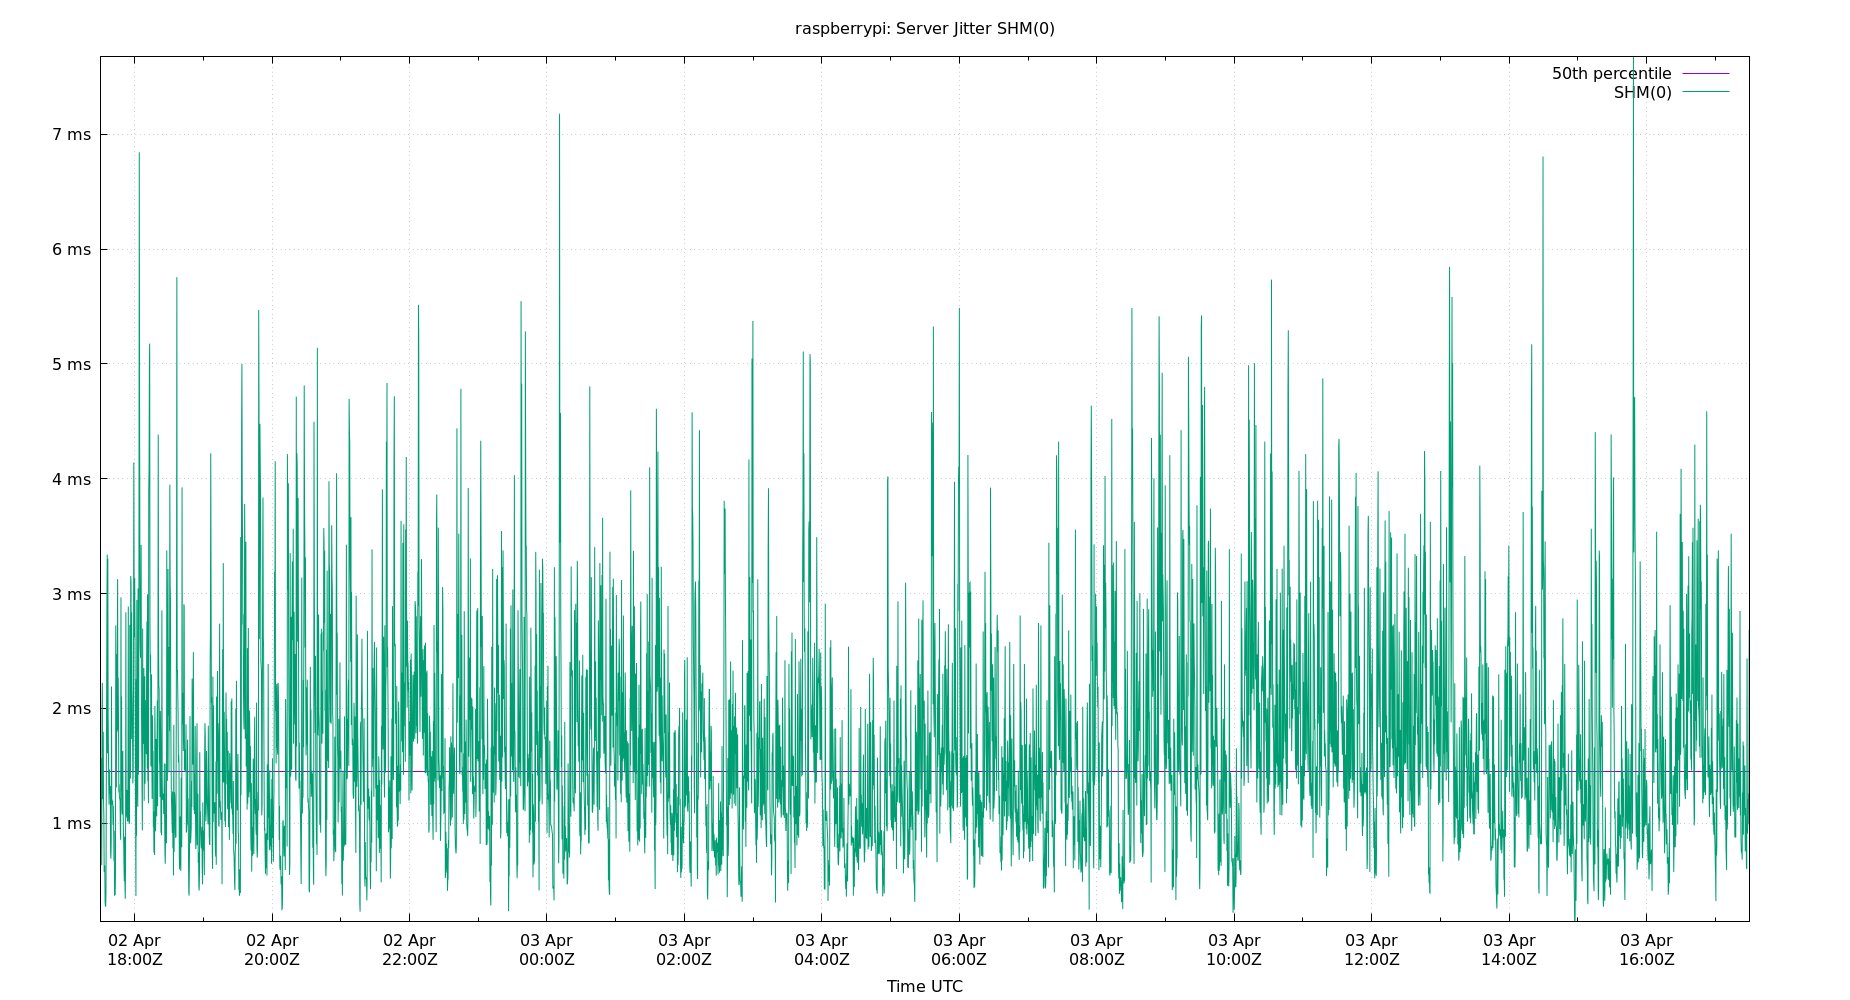 raspberrypi: Server Jitter SHM(0)
50th percentile
SHM(0)
7 ms
6 ms
5 ms
4 ms
3 ms
2 ms
1 ms
02 Apr 02 Apr 02 Apr 03 Apr 03 Apr 03 Apr 03 Apr 03 Apr 03 Apr 03 Apr 03 Apr 03 Apr
18:00Z 20:00Z 22:00Z 00:00Z 02:00Z 04:00Z 06:00Z 08:00Z 10:00Z 12:00Z 14:00Z 16:00Z
Time UTC